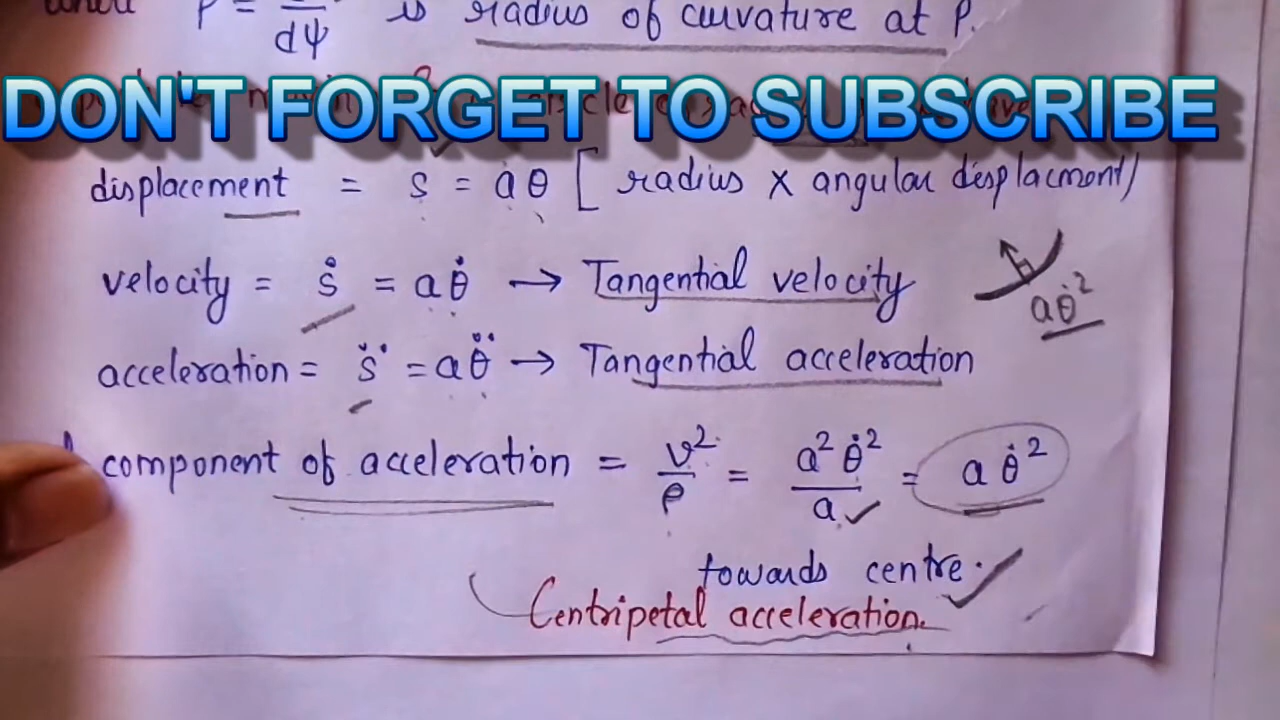 ρ = /dψ is radius of curvature at P.
DON'T FORGET TO SUBSCRIBE
displacement = s = aθ [ radius × angular displacment)
velocity = ṡ = aθ̇ → Tangential velocity
aθ̇²
acceleration = s̈ = aθ̈ → Tangential acceleration
component of acceleration = v²/ρ = a²θ̇²/a = aθ̇²
towards centre.
Centripetal acceleration.